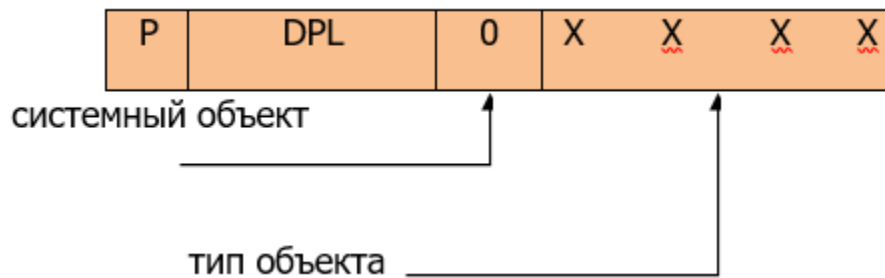 P DPL 0 X X X X
системный объект
тип объекта